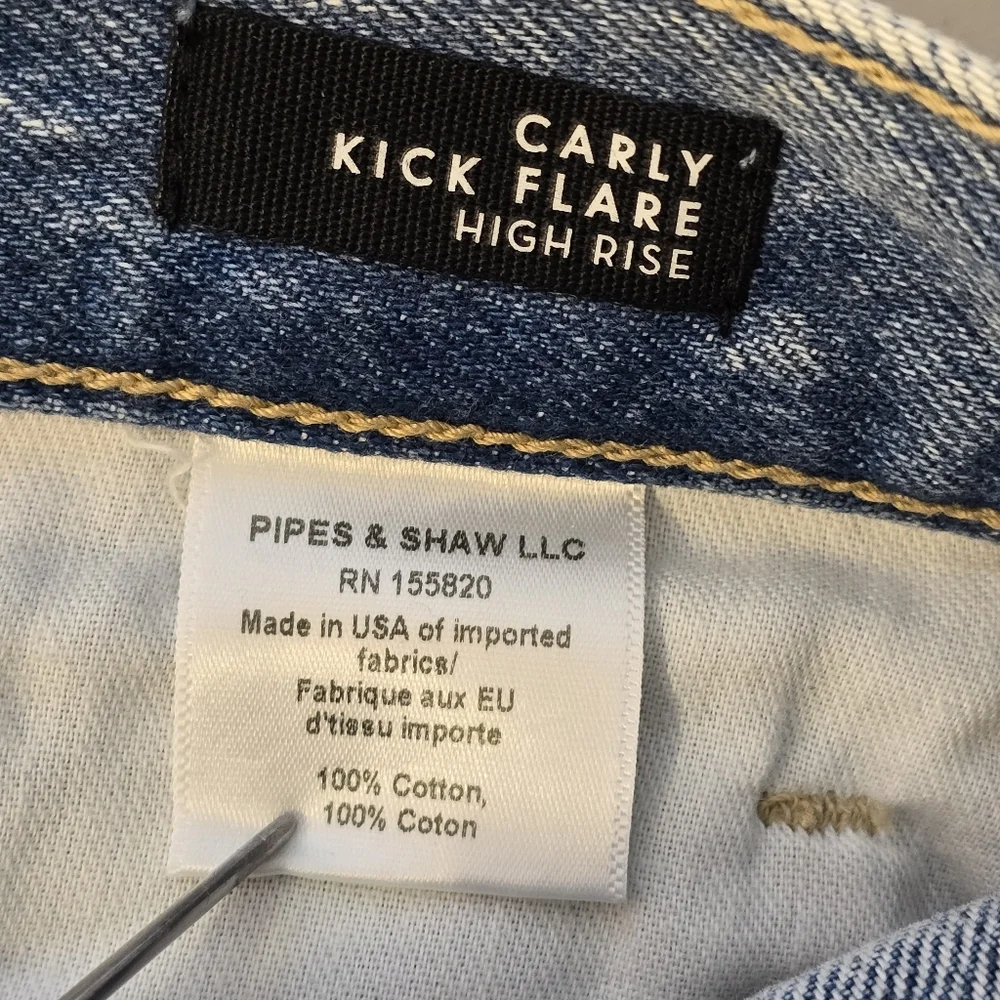 CARLY
KICK FLARE
HIGH RISE
PIPES & SHAW LLC
RN 155820
Made in USA of imported
fabrics/
Fabrique aux EU
d'tissu importe
100% Cotton,
100% Coton